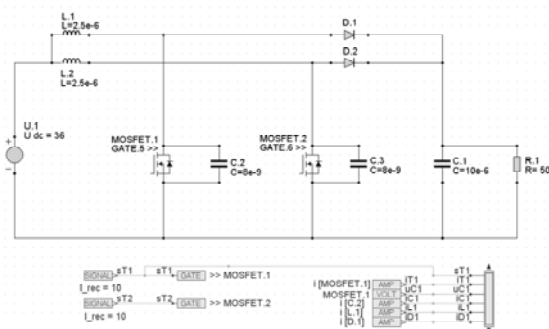 L.1
L=2.5e-6
D.1
D.2
L.2
L=2.5e-6
U.1
U dc = 36
+
−
MOSFET.1
GATE.5 >>
C.2
C=8e-9
MOSFET.2
GATE.6 >>
C.3
C=8e-9
C.1
C=10e-6
R.1
R= 50
SIGNAL sT1 sT1 GATE >> MOSFET.1
I_rec = 10
SIGNAL sT2 sT2 GATE >> MOSFET.2
I_rec = 10
sT1
i [MOSFET.1] AMP iT1 iT1
MOSFET.1 VOLT uC1 uC1
i [C.2] AMP iC1 iC1
i [L.1] AMP iL1 iL1
i [D.1] AMP iD1 iD1